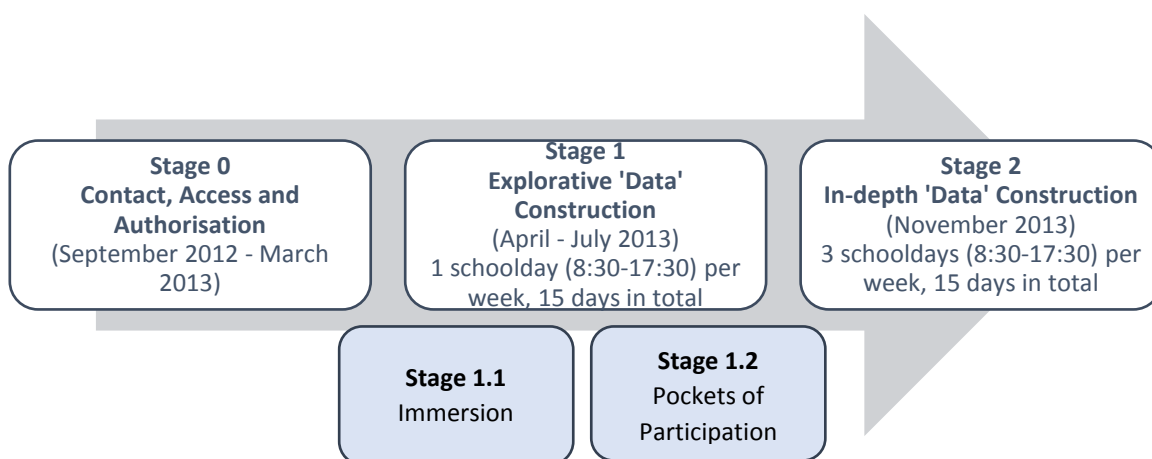 Stage 0
Contact, Access and
Authorisation
(September 2012 - March
2013)
Stage 1
Explorative 'Data'
Construction
(April - July 2013)
1 schoolday (8:30-17:30) per
week, 15 days in total
Stage 2
In-depth 'Data' Construction
(November 2013)
3 schooldays (8:30-17:30) per
week, 15 days in total
Stage 1.1
Immersion
Stage 1.2
Pockets of
Participation